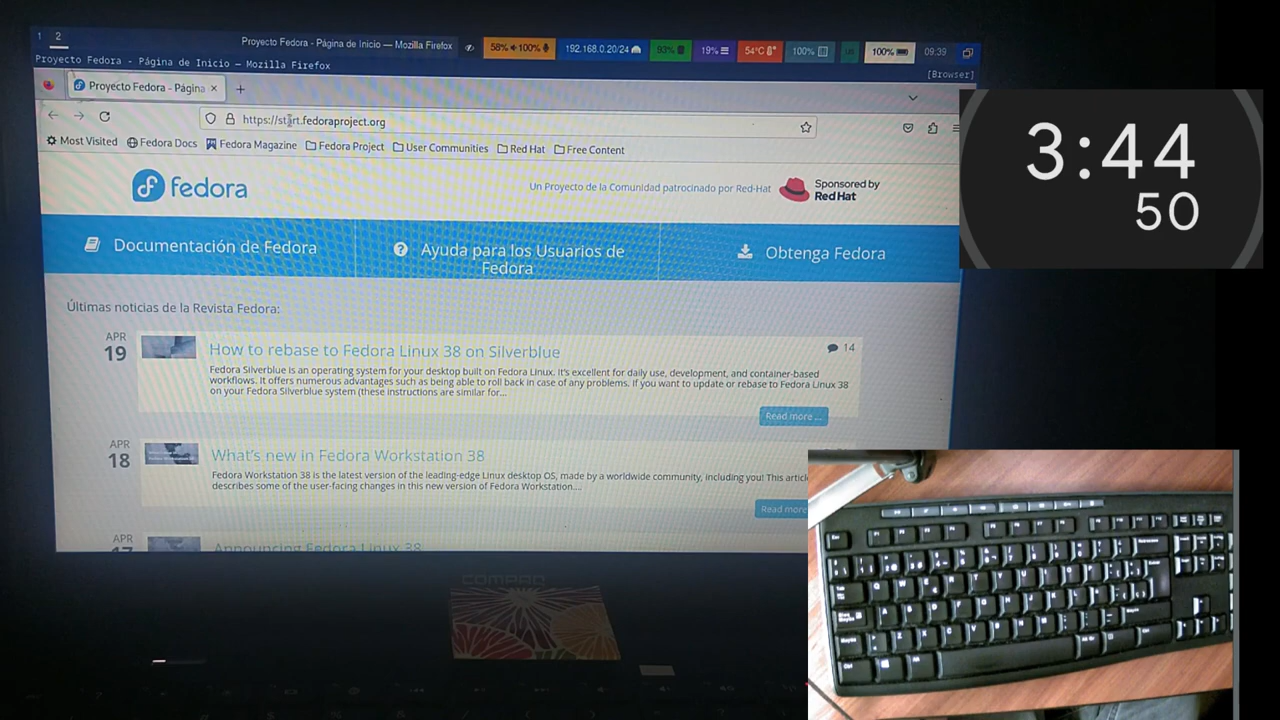 1 2 Proyecto Fedora - Página de Inicio — Mozilla Firefox 58% 100% 192.168.0.20/24 93% 19% 54°C 100% us 100% 09:39
Proyecto Fedora - Página de Inicio — Mozilla Firefox [Browser]
Proyecto Fedora - Página
https://start.fedoraproject.org
Most Visited Fedora Docs Fedora Magazine Fedora Project User Communities Red Hat Free Content
fedora
Un Proyecto de la Comunidad patrocinado por Red-Hat
Sponsored by
Red Hat
Documentación de Fedora
Ayuda para los Usuarios de
Fedora
Obtenga Fedora
Últimas noticias de la Revista Fedora:
APR
19
How to rebase to Fedora Linux 38 on Silverblue
14
Fedora Silverblue is an operating system for your desktop built on Fedora Linux. It's excellent for daily use, development, and container-based
workflows. It offers numerous advantages such as being able to roll back in case of any problems. If you want to update or rebase to Fedora Linux 38
on your Fedora Silverblue system (these instructions are similar for...
Read more ...
APR
18
What's new in Fedora Workstation 38
Fedora Workstation 38 is the latest version of the leading-edge Linux desktop OS, made by a worldwide community, including you! This articl
describes some of the user-facing changes in this new version of Fedora Workstation....
Read more
APR
17
Announcing Fedora Linux 38
COMPAQ
3:44
50